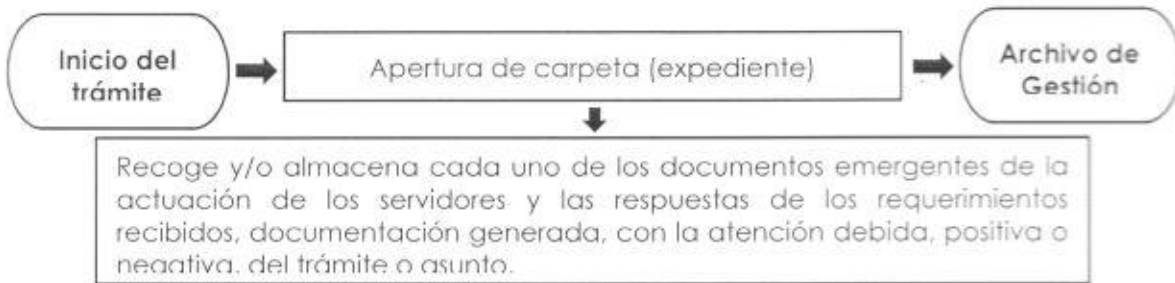 Inicio del
trámite
Apertura de carpeta (expediente)
Archivo de
Gestión
Recoge y/o almacena cada uno de los documentos emergentes de la
actuación de los servidores y las respuestas de los requerimientos
recibidos, documentación generada, con la atención debida, positiva o
negativa, del trámite o asunto.